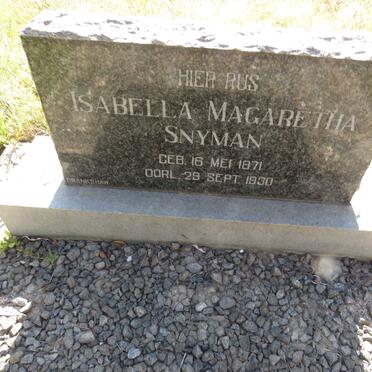 HIER RUS
ISABELLA MAGARETHA
SNYMAN
GEB. 16 MEI 1871
OORL. 29 SEPT. 1930